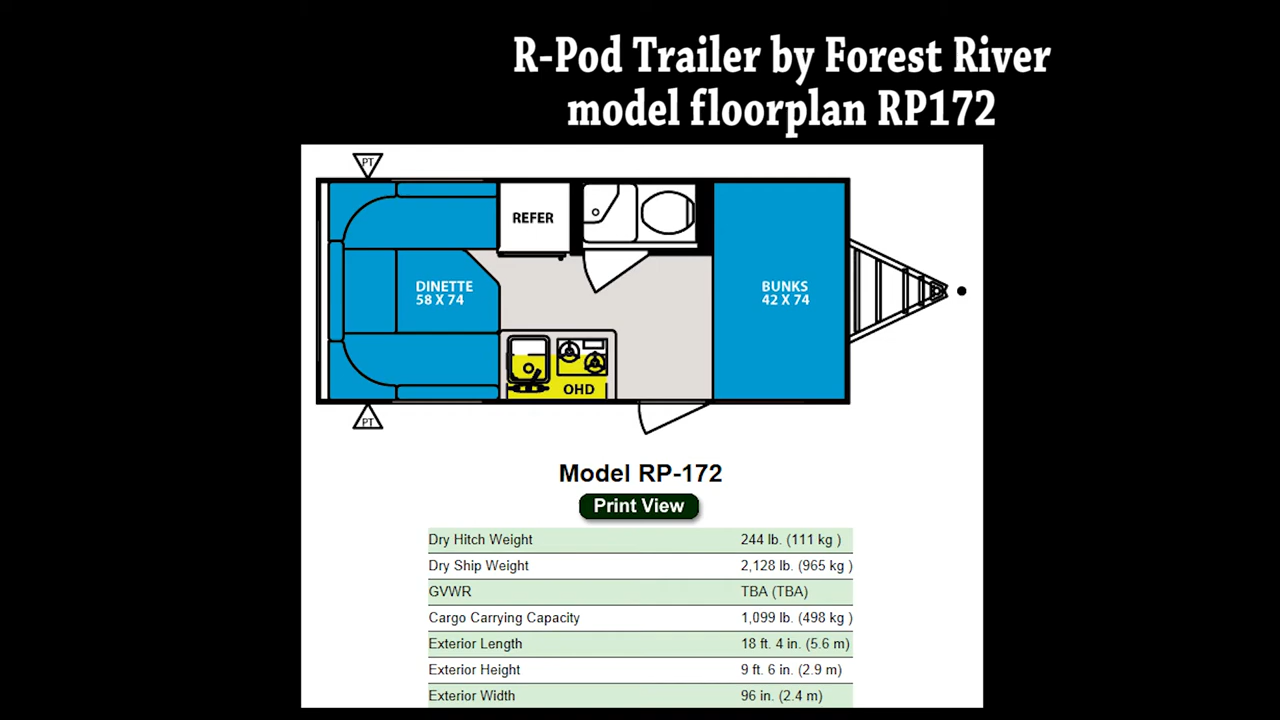 R-Pod Trailer by Forest River
model floorplan RP172
PT
REFER
DINETTE
58 X 74
BUNKS
42 X 74
OHD
PT
Model RP-172
Print View
Dry Hitch Weight 244 lb. (111 kg )
Dry Ship Weight 2,128 lb. (965 kg )
GVWR TBA (TBA)
Cargo Carrying Capacity 1,099 lb. (498 kg )
Exterior Length 18 ft. 4 in. (5.6 m)
Exterior Height 9 ft. 6 in. (2.9 m)
Exterior Width 96 in. (2.4 m)